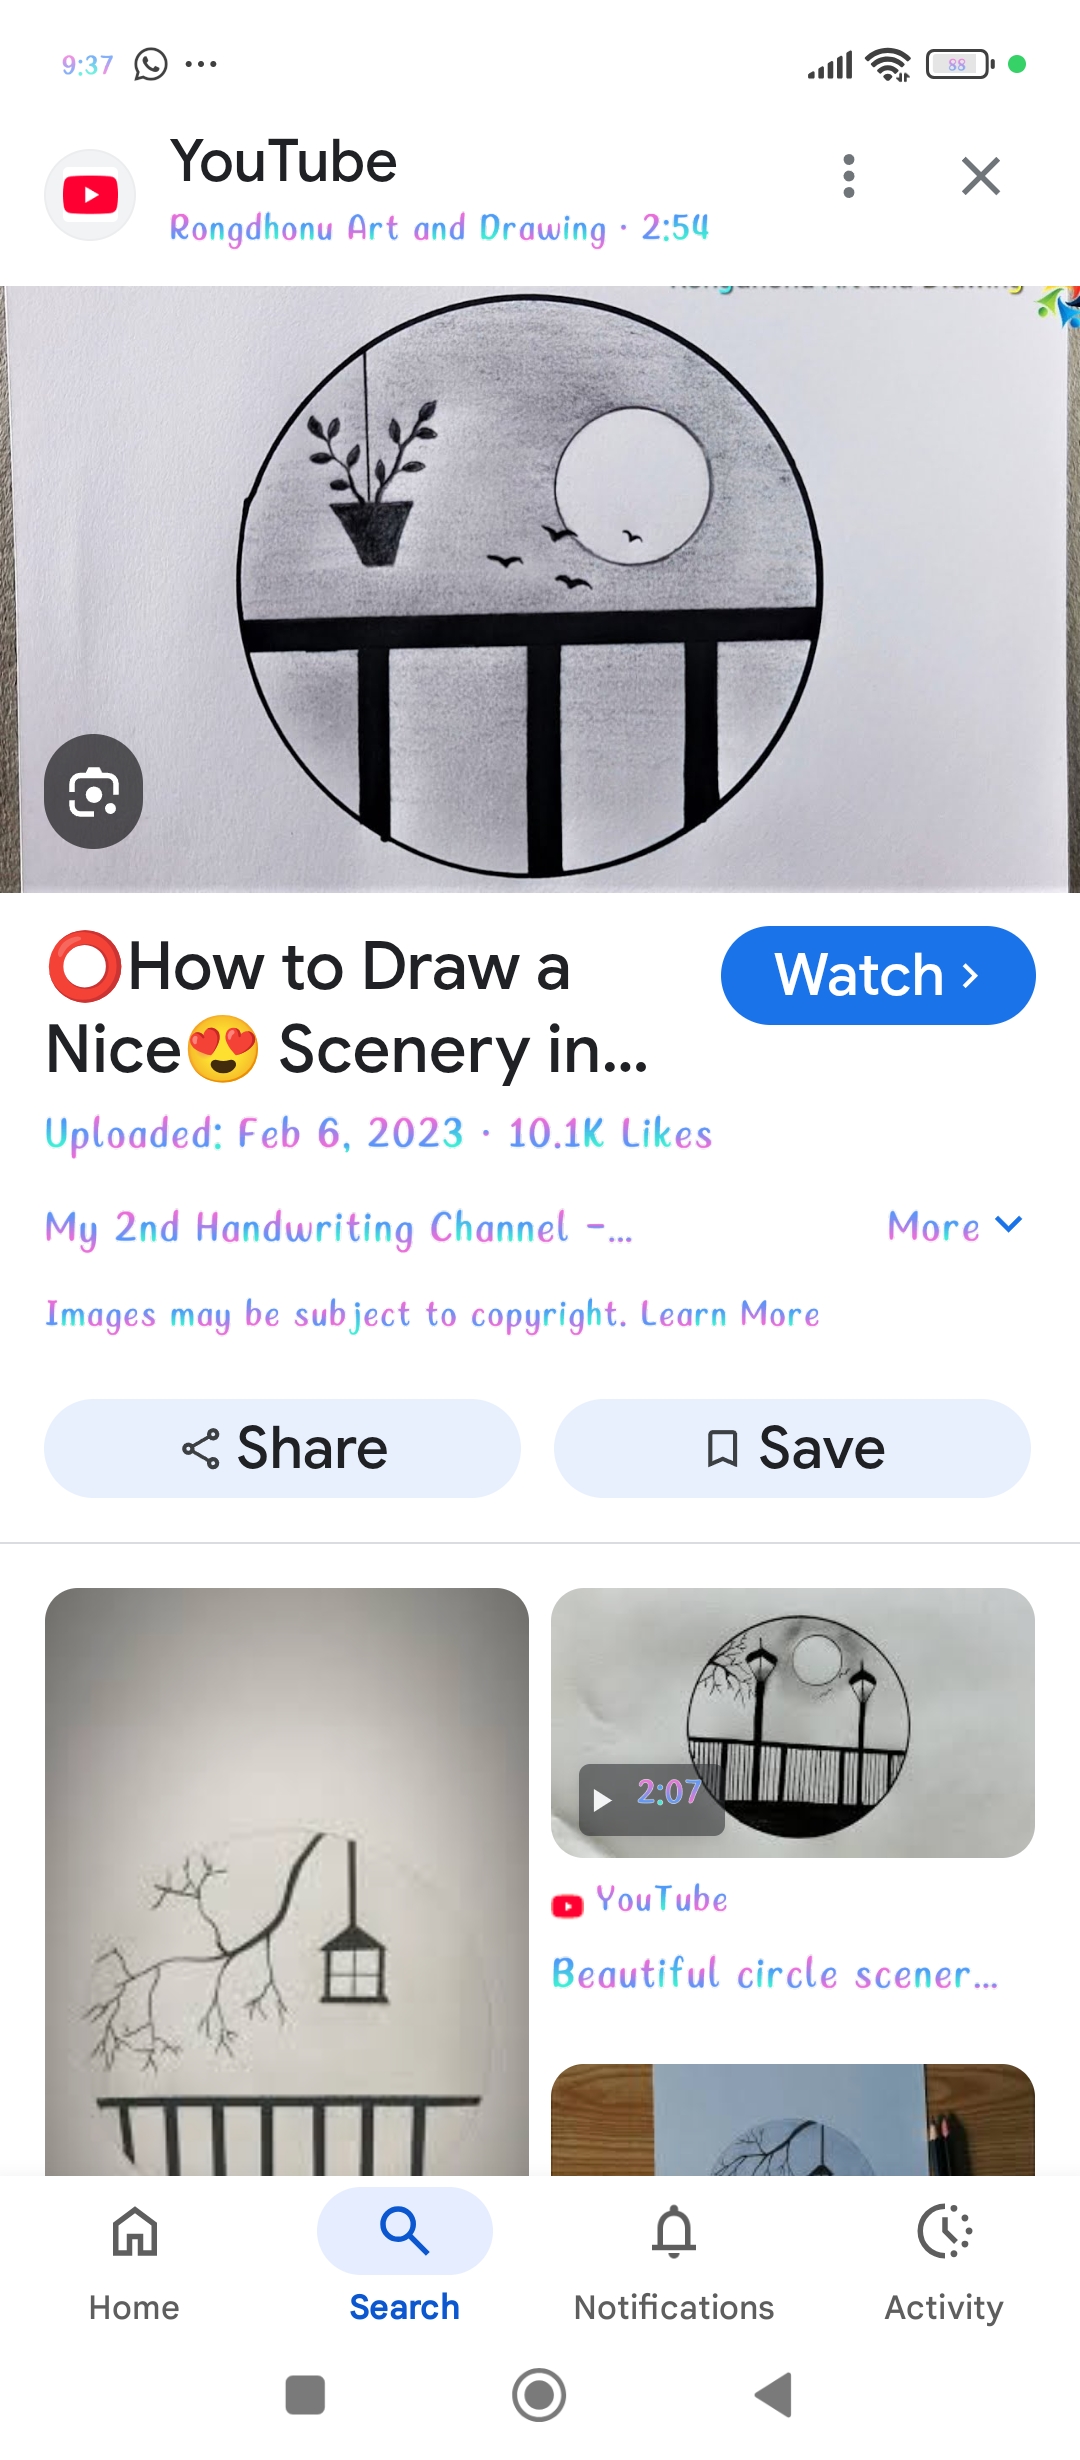 9:37
88
YouTube
Rongdhonu Art and Drawing · 2:54
⭕How to Draw a
Nice😍 Scenery in...
Watch ›
Uploaded: Feb 6, 2023 · 10.1K Likes
My 2nd Handwriting Channel -...
More
Images may be subject to copyright. Learn More
Share
Save
2:07
YouTube
Beautiful circle scener...
Home
Search
Notifications
Activity